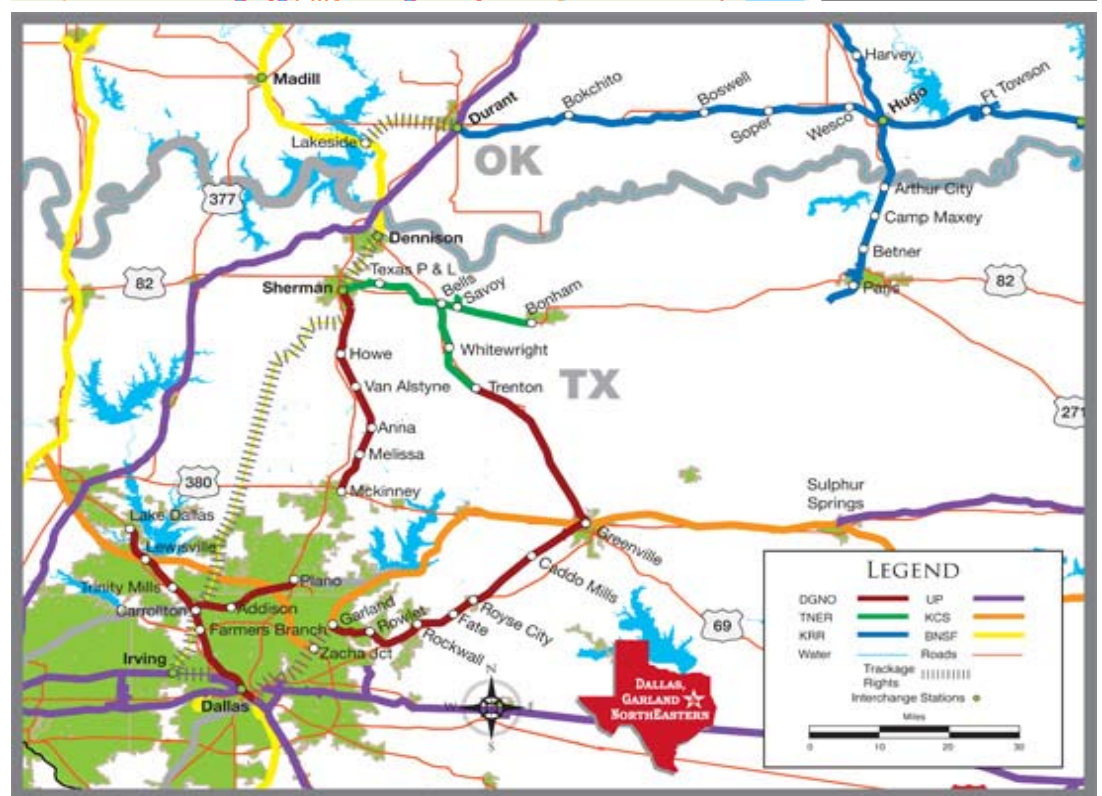 Harvey
Madill
Bokchito
Boswell
Ft Towson
Durant
Soper
Wesco
Hugo
Lakeside
OK
377
Arthur City
Camp Maxey
Dennison
Betner
Texas P & L
82
Sherman
Bells
Savoy
Bonham
Paris
82
Howe
Whitewright
Van Alstyne
Trenton
TX
271
Anna
Melissa
380
Mckinney
Sulphur
Springs
Lake Dallas
Greenville
Lewisville
Caddo Mills
Trinity Mills
Plano
Carrollton
Addison
Royse City
Garland
Fate
Farmers Branch
Rowlet
Rockwall
69
Irving
Zacha Jct
Dallas
N
W
E
S
DALLAS,
GARLAND
NORTHEASTERN
LEGEND
DGNO
UP
TNER
KCS
KRR
BNSF
Water
Roads
Trackage
Rights
Interchange Stations
Miles
0
10
20
30